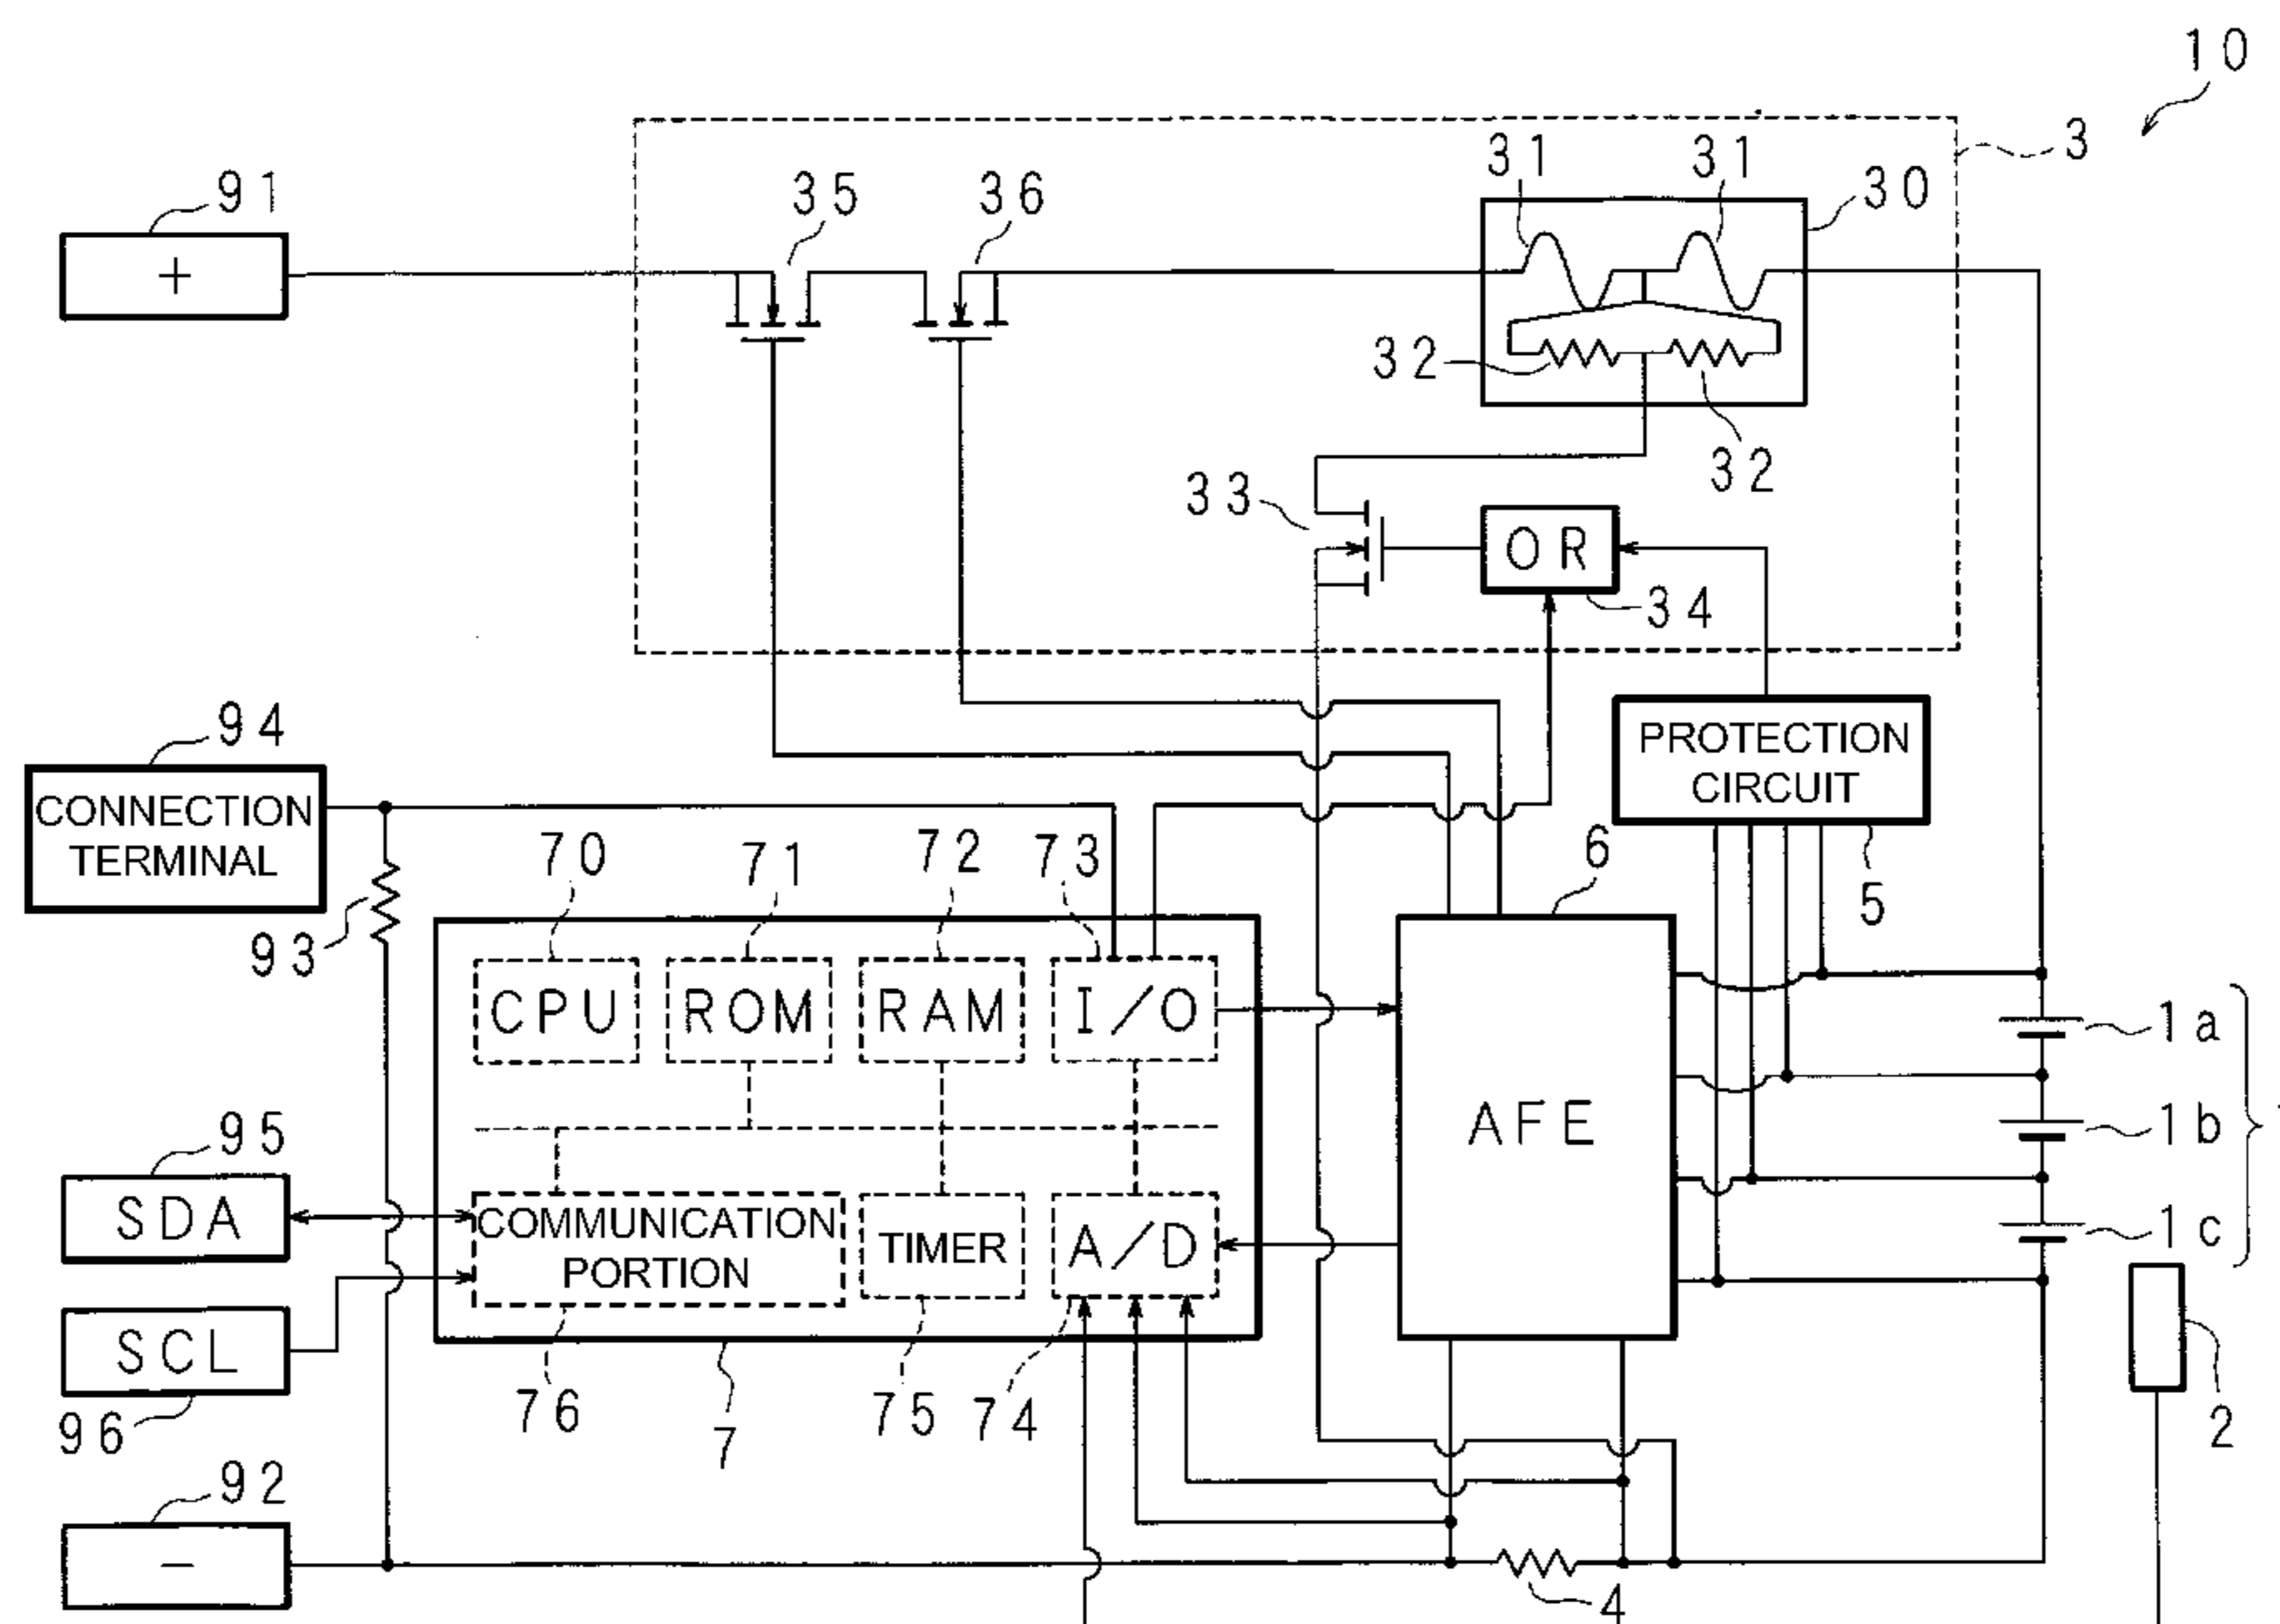 10
3
31
31
30
91
35
36
+
32
32
33
OR
34
94
PROTECTION
CIRCUIT
CONNECTION
TERMINAL
70
71
72
73
6
5
93
CPU
ROM
RAM
I/O
1a
AFE
1b
95
SDA
COMMUNICATION
PORTION
TIMER
A/D
1c
SCL
96
76
7
75
74
2
92
−
4